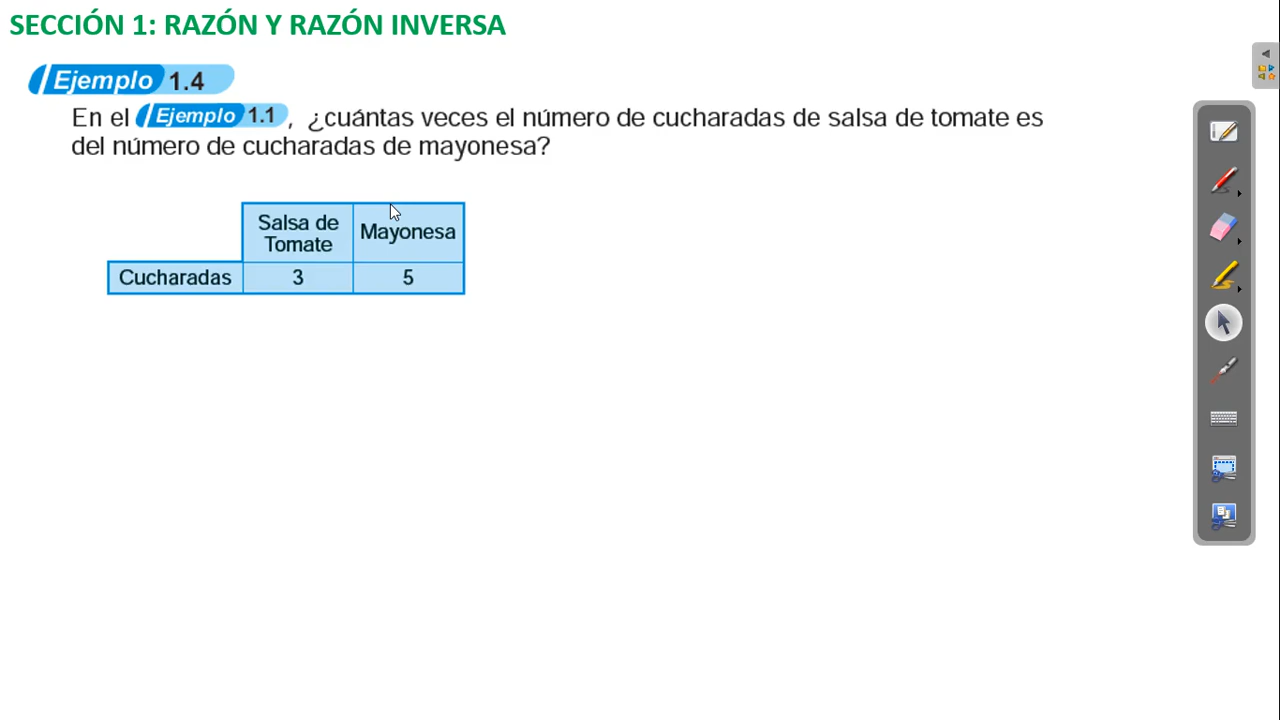 SECCIÓN 1: RAZÓN Y RAZÓN INVERSA
Ejemplo 1.4
En el Ejemplo 1.1, ¿cuántas veces el número de cucharadas de salsa de tomate es
del número de cucharadas de mayonesa?
Salsa de
Tomate
Mayonesa
Cucharadas 3 5